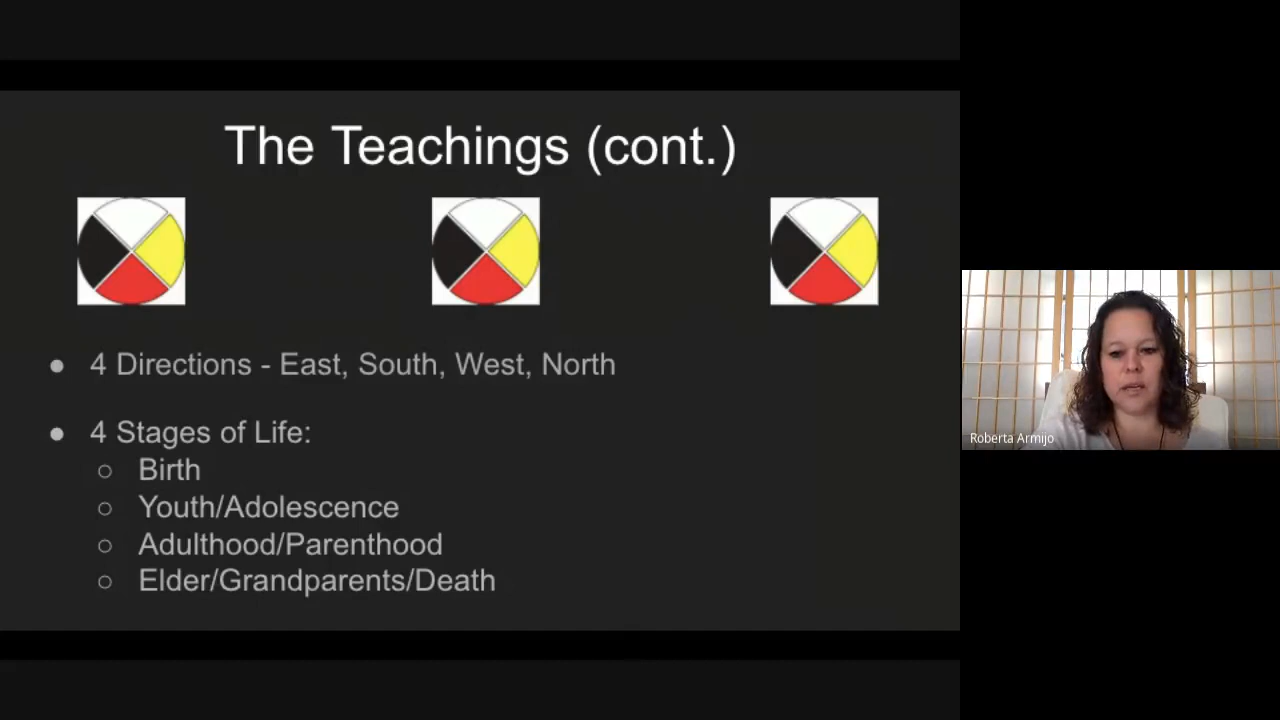 The Teachings (cont.)
● 4 Directions - East, South, West, North
● 4 Stages of Life:
○ Birth
○ Youth/Adolescence
○ Adulthood/Parenthood
○ Elder/Grandparents/Death
Roberta Armijo